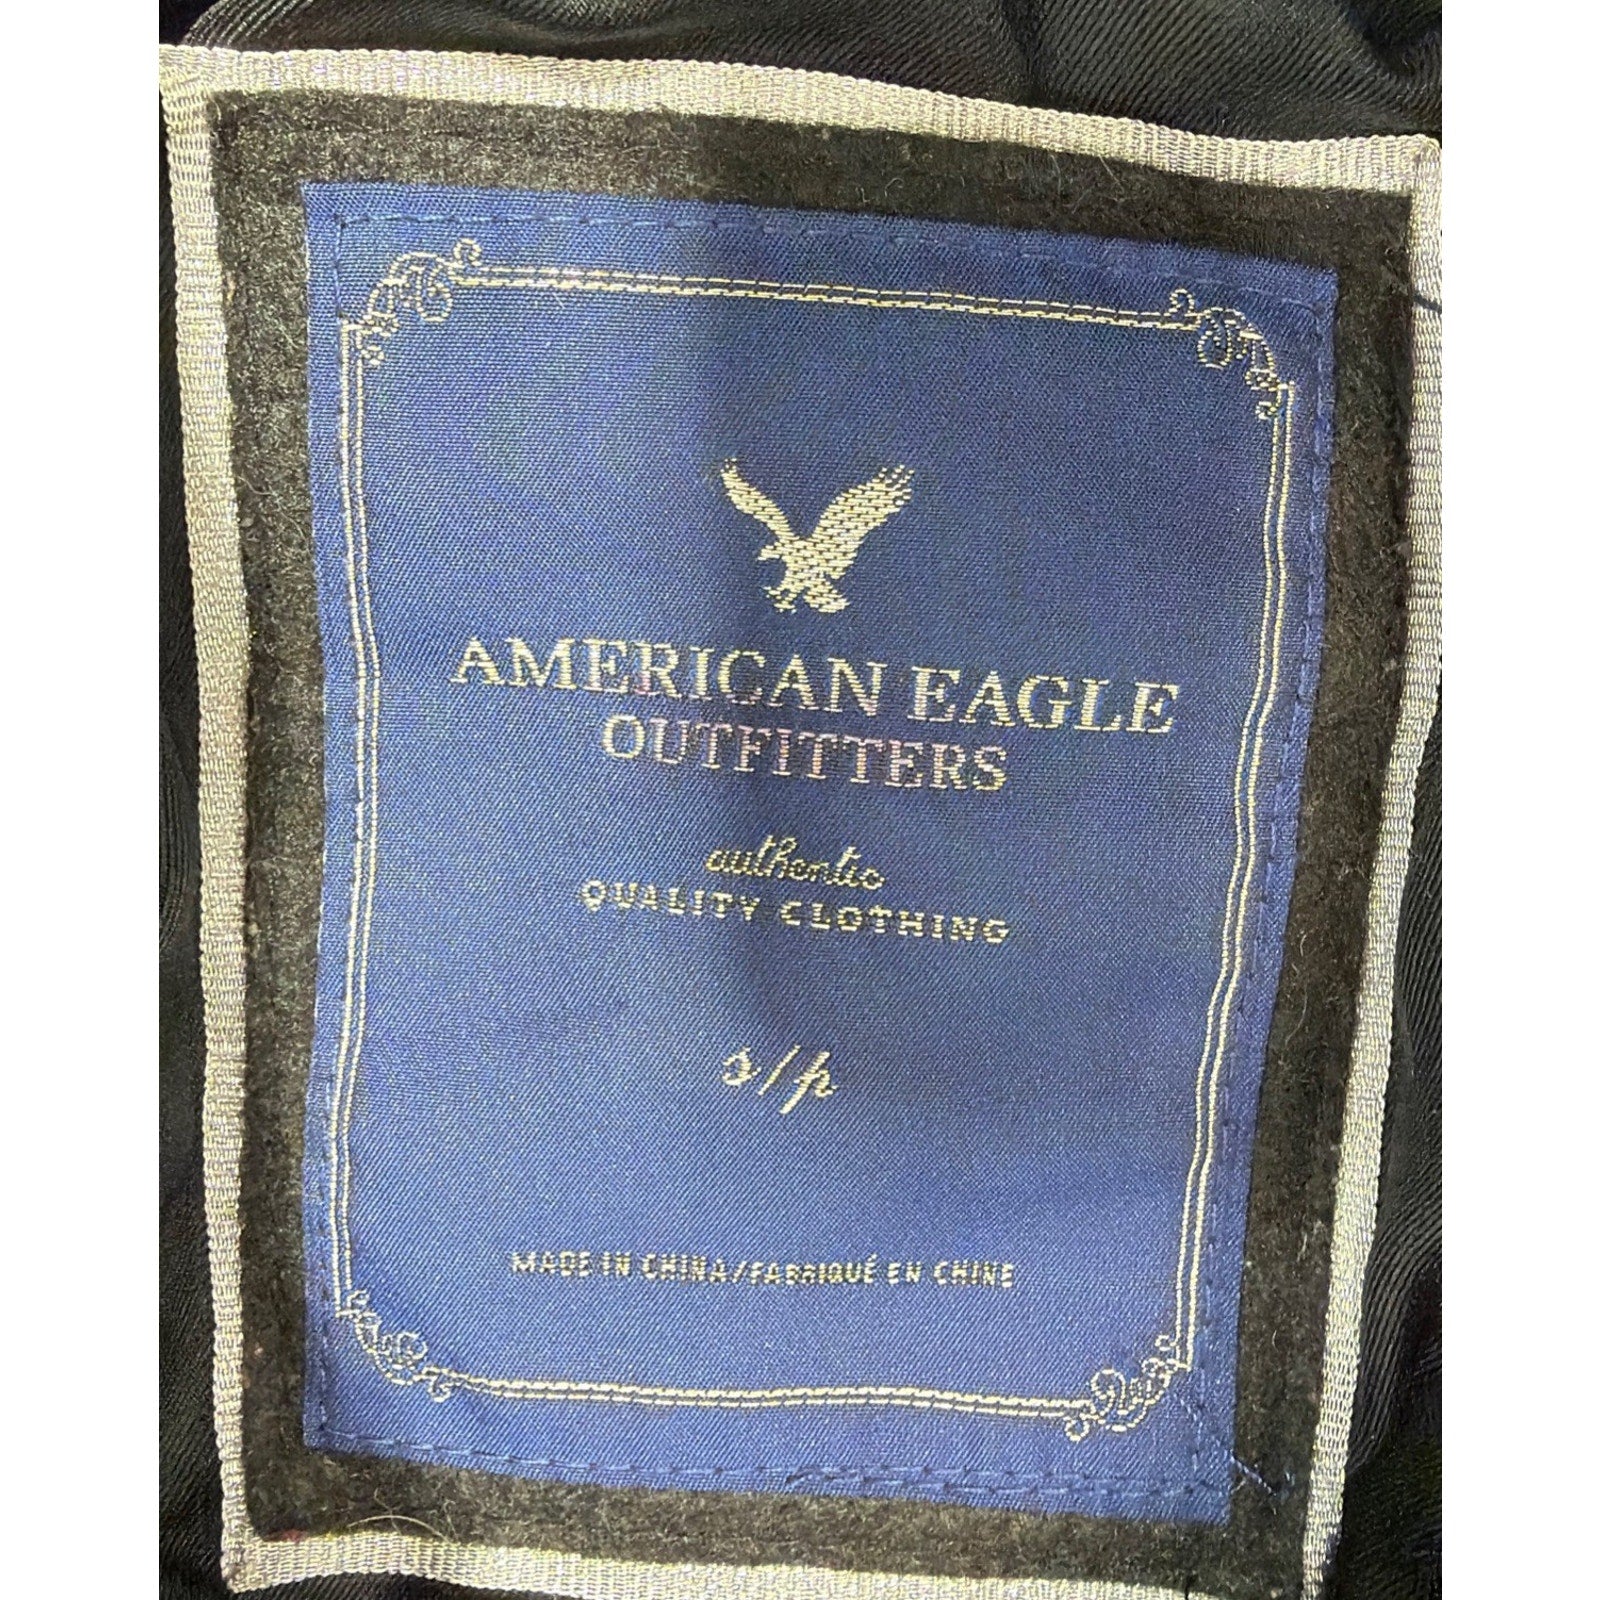 AMERICAN EAGLE
OUTFITTERS
authentic
QUALITY CLOTHING
s/p
MADE IN CHINA/FABRIQUÉ EN CHINE